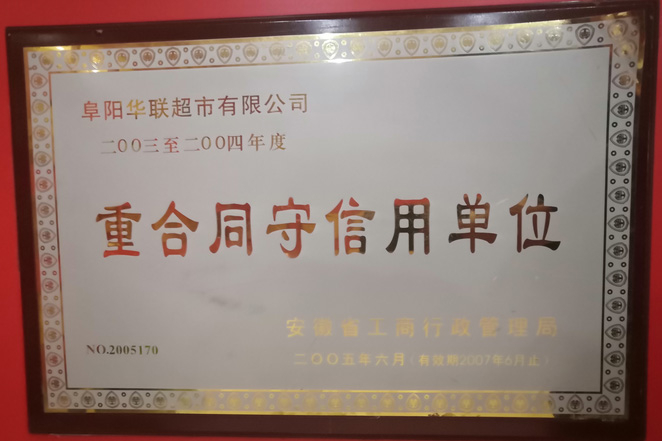 阜阳华联超市有限公司
二00三至二00四年度
重合同守信用单位
安徽省工商行政管理局
NO.2005170
二00五年六月（有效期2007年6月止）